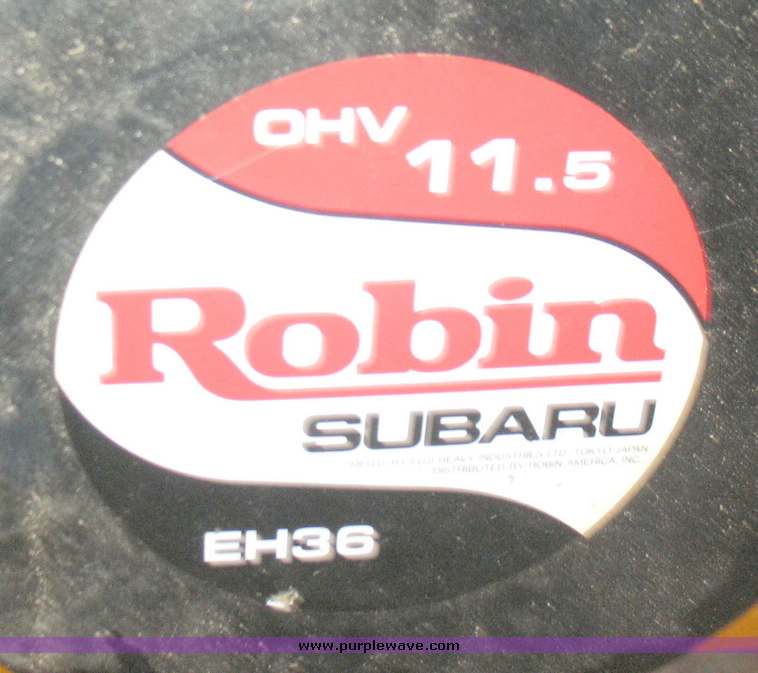 OHV
11.5
Robin
SUBARU
MFG'D BY FUJI HEAVY INDUSTRIES LTD. TOKYO JAPAN
DISTRIBUTED BY ROBIN AMERICA, INC.
EH36
www.purplewave.com